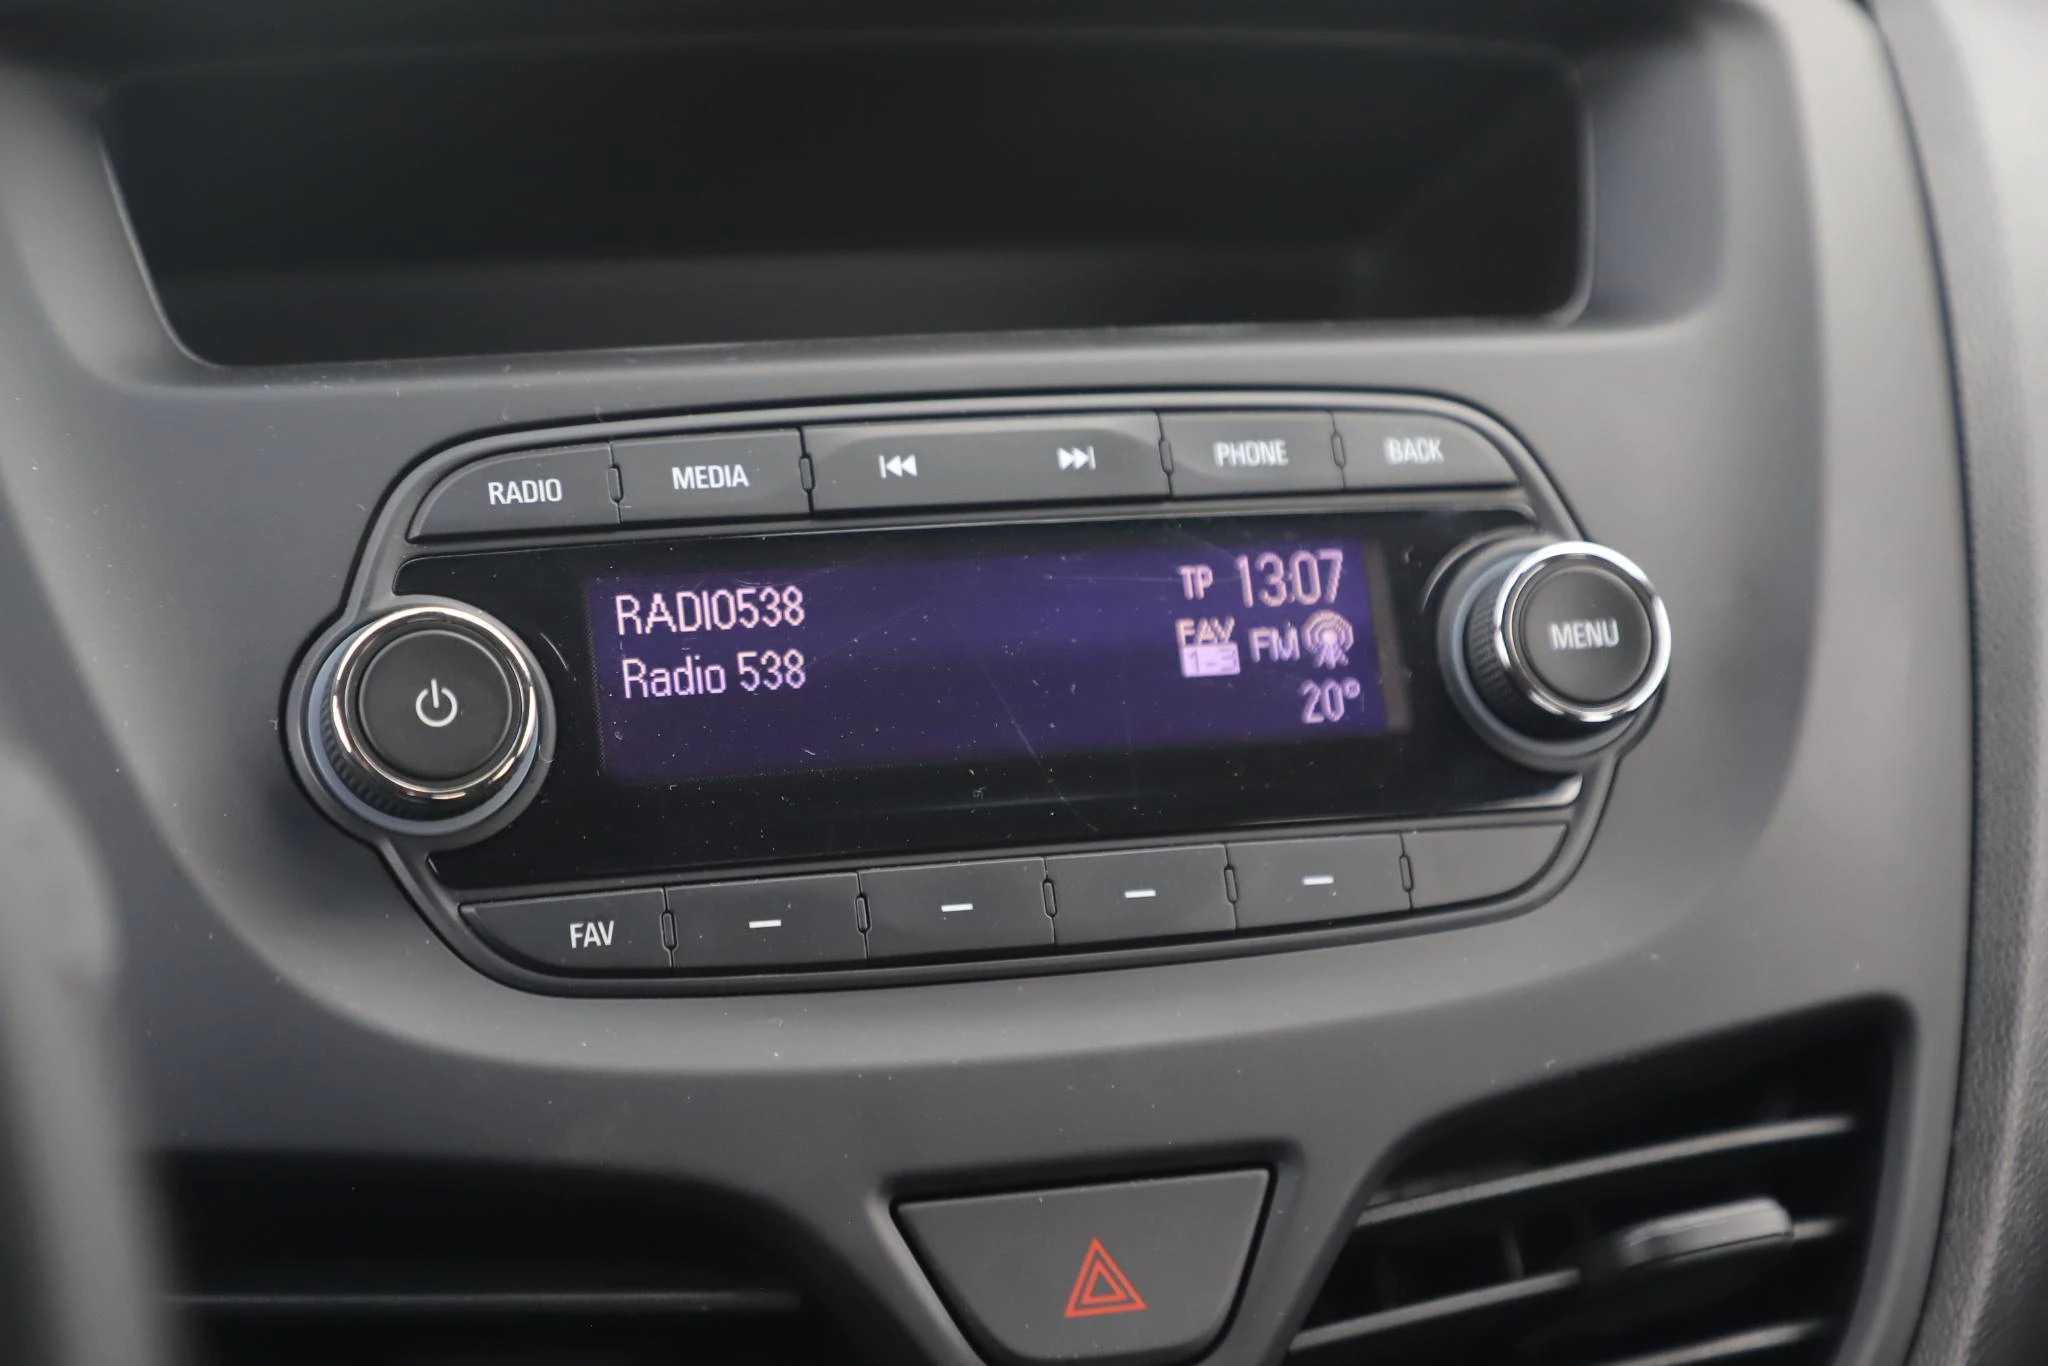 RADIO
MEDIA
PHONE
BACK
RADIO538
TP 13:07
Radio 538
FAV
1-3
FM
20°
MENU
FAV